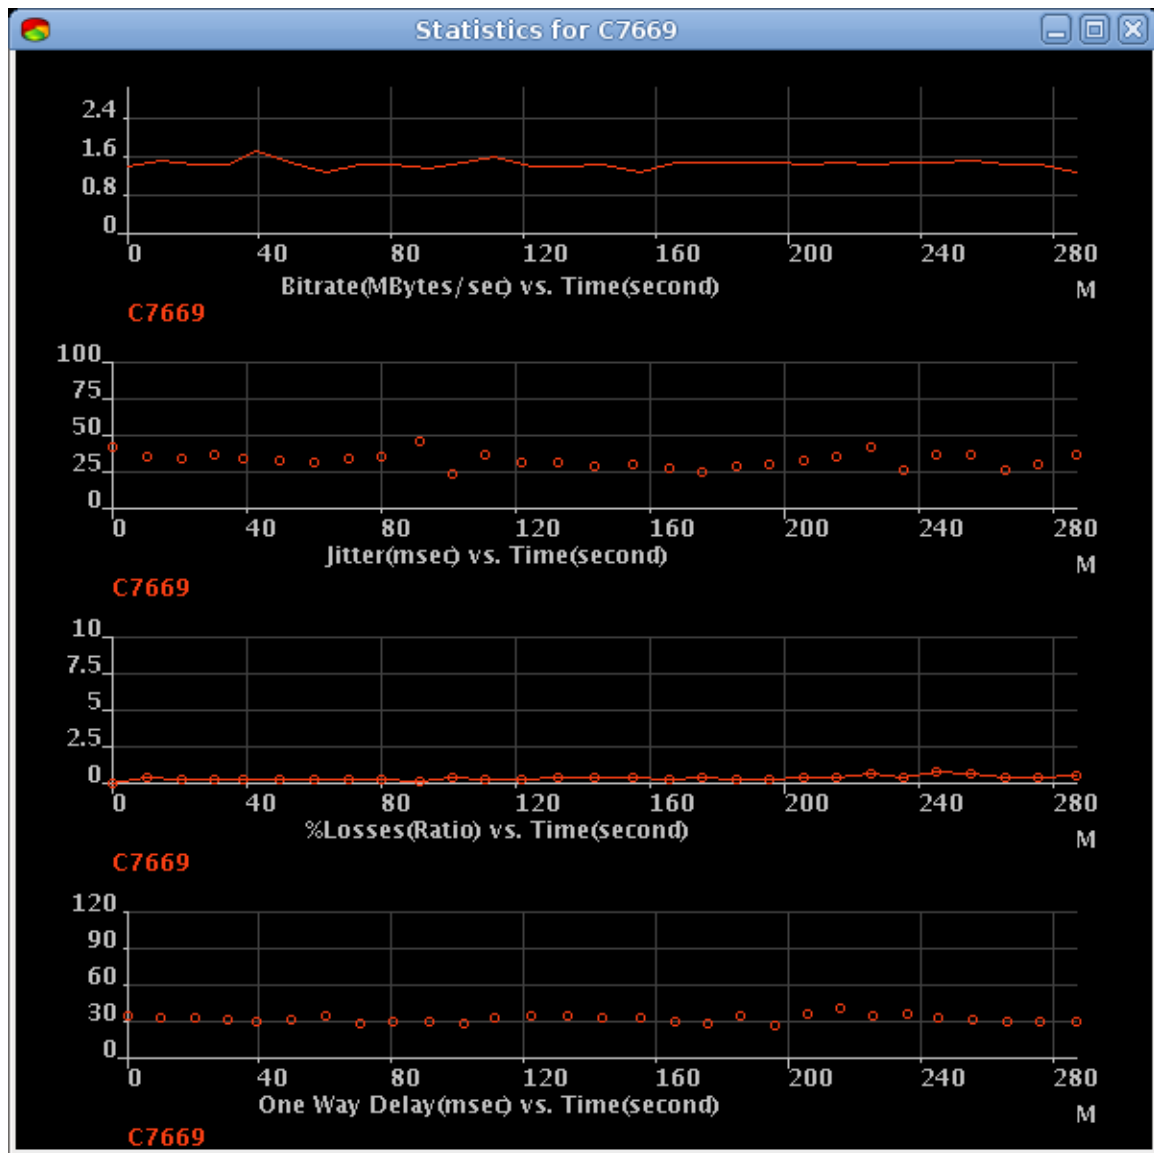 Statistics for C7669
2.4
1.6
0.8
0
0 40 80 120 160 200 240 280
Bitrate(MBytes/sec) vs. Time(second)
M
C7669
100
75
50
25
0
0 40 80 120 160 200 240 280
Jitter(msec) vs. Time(second)
M
C7669
10
7.5
5
2.5
0
0 40 80 120 160 200 240 280
%Losses(Ratio) vs. Time(second)
M
C7669
120
90
60
30
0
0 40 80 120 160 200 240 280
One Way Delay(msec) vs. Time(second)
M
C7669